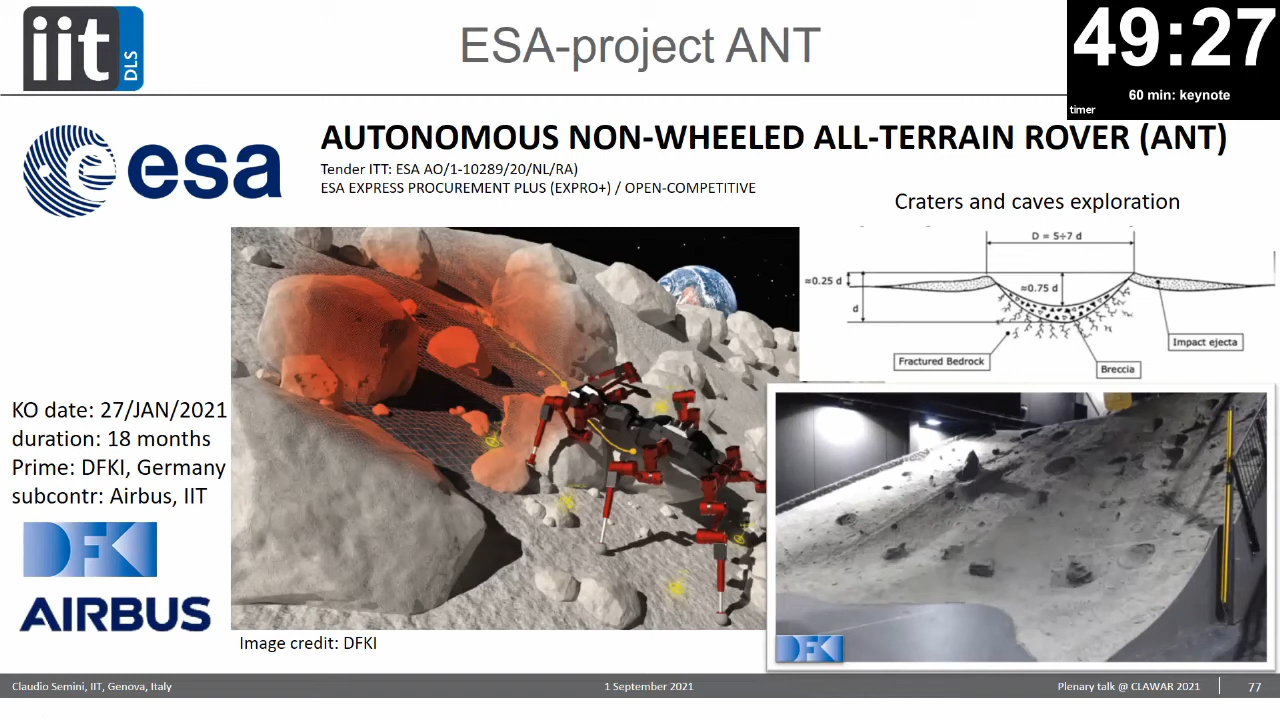 iit
DLS
ESA-project ANT
49:27
60 min: keynote
timer
esa
AUTONOMOUS NON-WHEELED ALL-TERRAIN ROVER (ANT)
Tender ITT: ESA AO/1-10289/20/NL/RA)
ESA EXPRESS PROCUREMENT PLUS (EXPRO+) / OPEN-COMPETITIVE
Craters and caves exploration
D = 5÷7 d
≈0.25 d
≈0.75 d
d
Impact ejecta
Fractured Bedrock
Breccia
KO date: 27/JAN/2021
duration: 18 months
Prime: DFKI, Germany
subcontr: Airbus, IIT
DFKI
AIRBUS
Image credit: DFKI
DFKI
Claudio Semini, IIT, Genova, Italy
1 September 2021
Plenary talk @ CLAWAR 2021
77